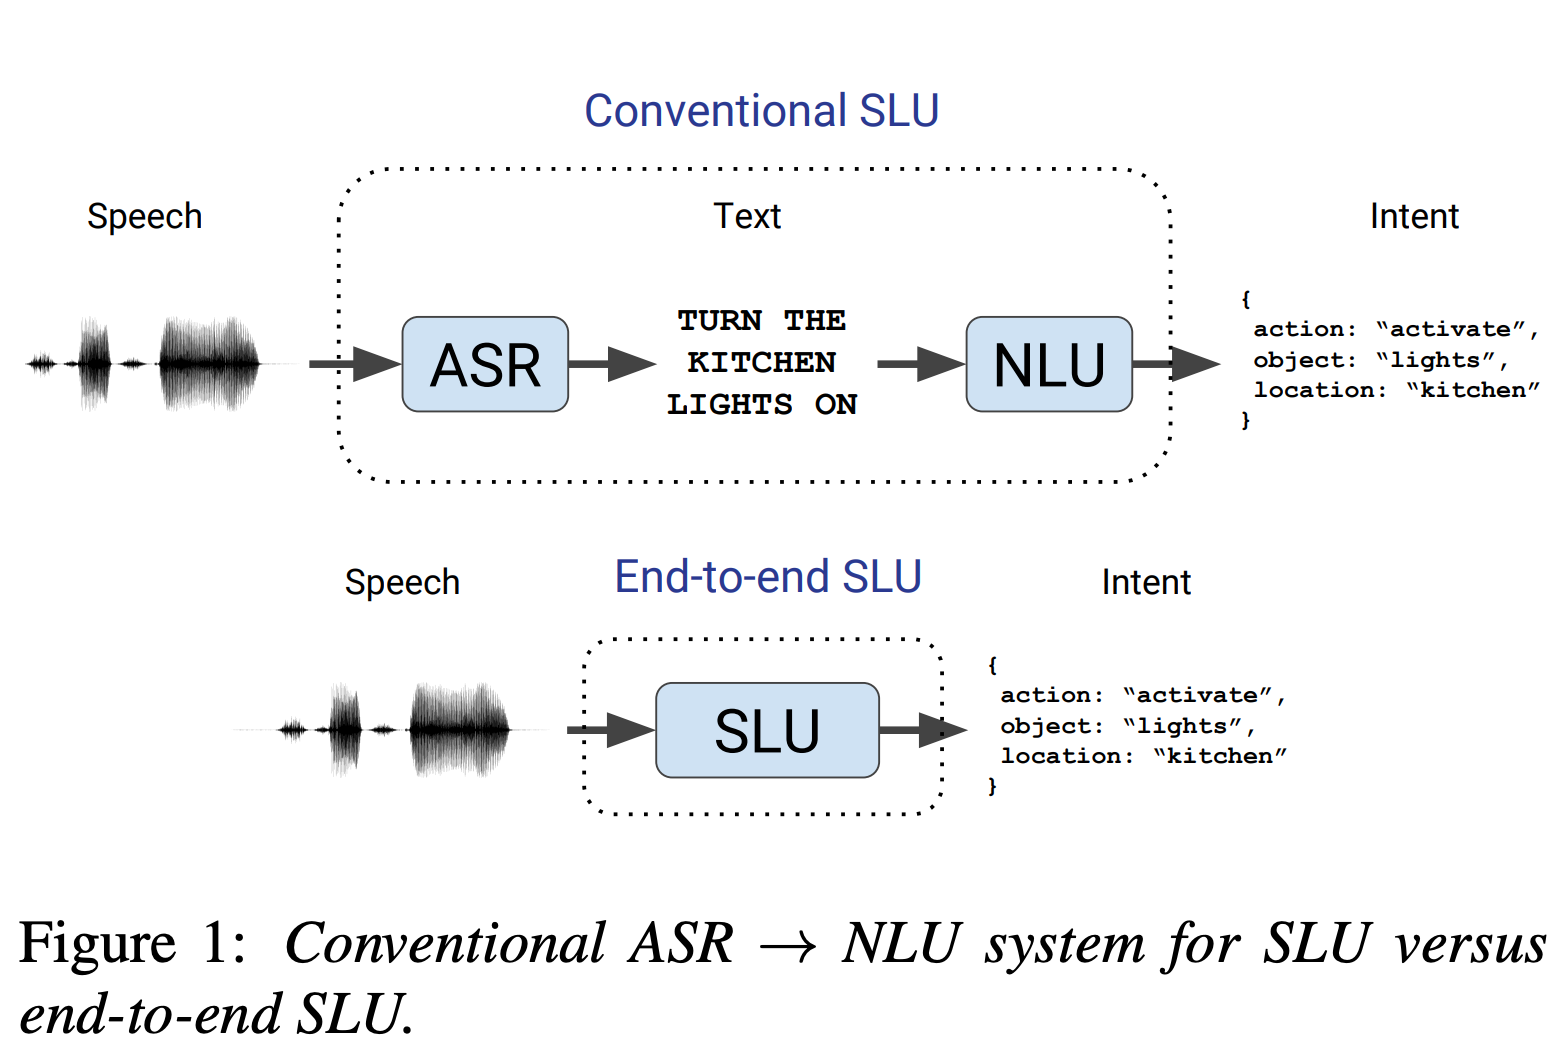 Conventional SLU
Speech
Text
Intent
ASR
TURN THE
KITCHEN
LIGHTS ON
NLU
{
action: “activate”,
object: “lights”,
location: “kitchen”
}
End-to-end SLU
Speech
Intent
SLU
{
action: “activate”,
object: “lights”,
location: “kitchen”
}
Figure 1: Conventional ASR → NLU system for SLU versus
end-to-end SLU.